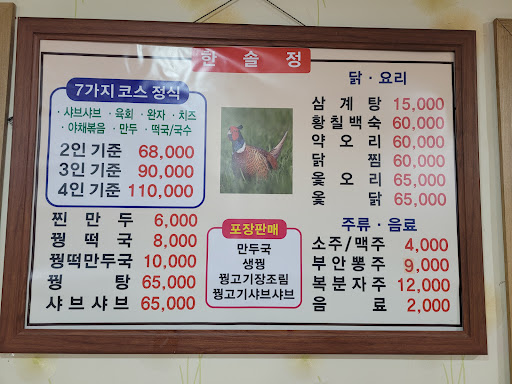 한 솔 정
7가지 코스 정식
· 샤브샤브 · 육회 · 완자 · 치즈
· 야채볶음 · 만두 · 떡국/국수
2인 기준 68,000
3인 기준 90,000
4인 기준 110,000
찐 만 두 6,000
꿩 떡 국 8,000
꿩떡만두국 10,000
꿩 탕 65,000
샤 브 샤 브 65,000
포장판매
만두국
생꿩
꿩고기장조림
꿩고기샤브샤브
닭 · 요리
삼 계 탕 15,000
황 칠 백 숙 60,000
약 오 리 60,000
닭 찜 60,000
옻 오 리 65,000
옻 닭 65,000
주류 · 음료
소주/맥주 4,000
부안뽕주 9,000
복분자주 12,000
음 료 2,000